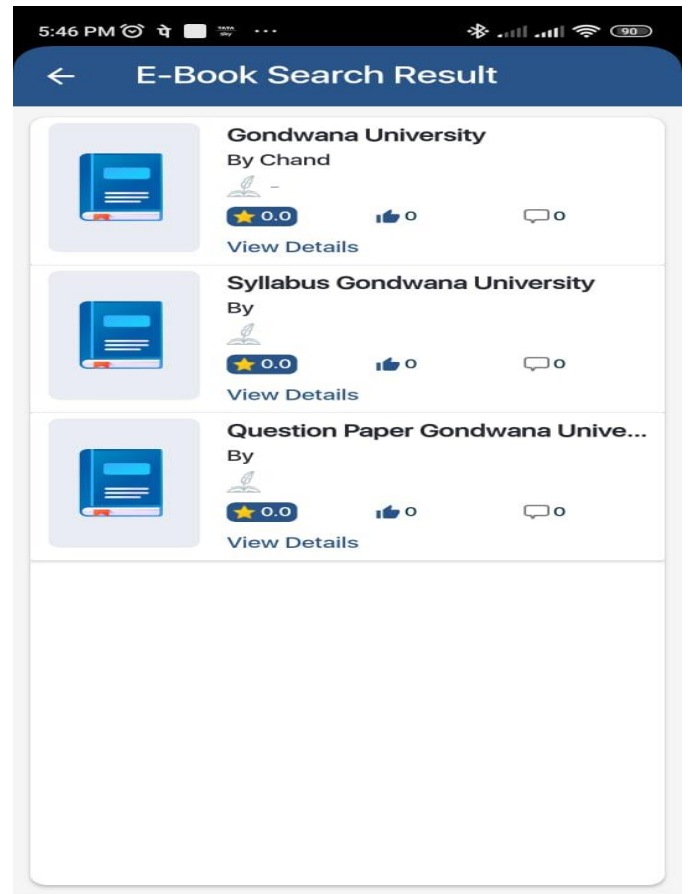 5:46 PM पे TATA sky ... 90
E-Book Search Result
Gondwana University
By Chand
-
0.0 0 0
View Details
Syllabus Gondwana University
By
0.0 0 0
View Details
Question Paper Gondwana Unive...
By
0.0 0 0
View Details